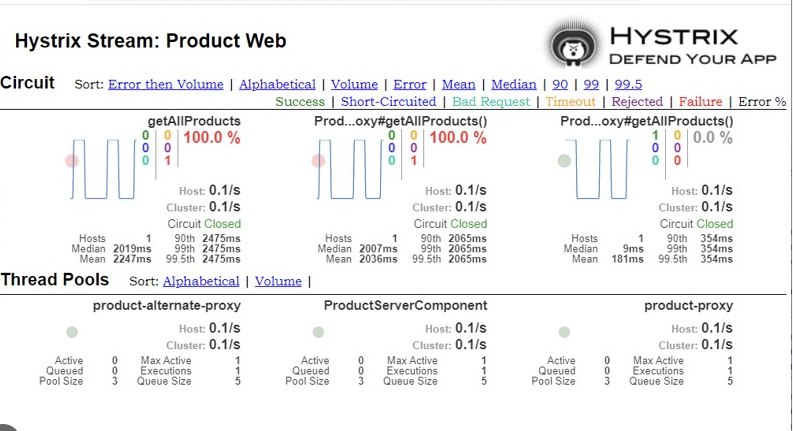 Hystrix Stream: Product Web
HYSTRIX
DEFEND YOUR APP
Circuit Sort: Error then Volume | Alphabetical | Volume | Error | Mean | Median | 90 | 99 | 99.5
Success | Short-Circuited | Bad Request | Timeout | Rejected | Failure | Error %
getAllProducts
0 0 100.0 %
0 0
0 1
Host: 0.1/s
Cluster: 0.1/s
Circuit Closed
Hosts 1 90th 2475ms
Median 2019ms 99th 2475ms
Mean 2247ms 99.5th 2475ms
Prod...oxy#getAllProducts()
0 0 100.0 %
0 0
0 1
Host: 0.1/s
Cluster: 0.1/s
Circuit Closed
Hosts 1 90th 2065ms
Median 2007ms 99th 2065ms
Mean 2036ms 99.5th 2065ms
Prod...oxy#getAllProducts()
1 0 0.0 %
0 0
0 0
Host: 0.1/s
Cluster: 0.1/s
Circuit Closed
Hosts 1 90th 354ms
Median 9ms 99th 354ms
Mean 181ms 99.5th 354ms
Thread Pools Sort: Alphabetical | Volume |
product-alternate-proxy
Host: 0.1/s
Cluster: 0.1/s
Active 0 Max Active 1
Queued 0 Executions 1
Pool Size 3 Queue Size 5
ProductServerComponent
Host: 0.1/s
Cluster: 0.1/s
Active 0 Max Active 1
Queued 0 Executions 1
Pool Size 3 Queue Size 5
product-proxy
Host: 0.1/s
Cluster: 0.1/s
Active 0 Max Active 1
Queued 0 Executions 1
Pool Size 3 Queue Size 5